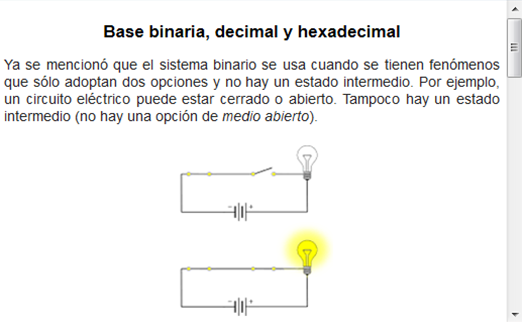 Base binaria, decimal y hexadecimal
Ya se mencionó que el sistema binario se usa cuando se tienen fenómenos
que sólo adoptan dos opciones y no hay un estado intermedio. Por ejemplo,
un circuito eléctrico puede estar cerrado o abierto. Tampoco hay un estado
intermedio (no hay una opción de medio abierto).
- +
- +